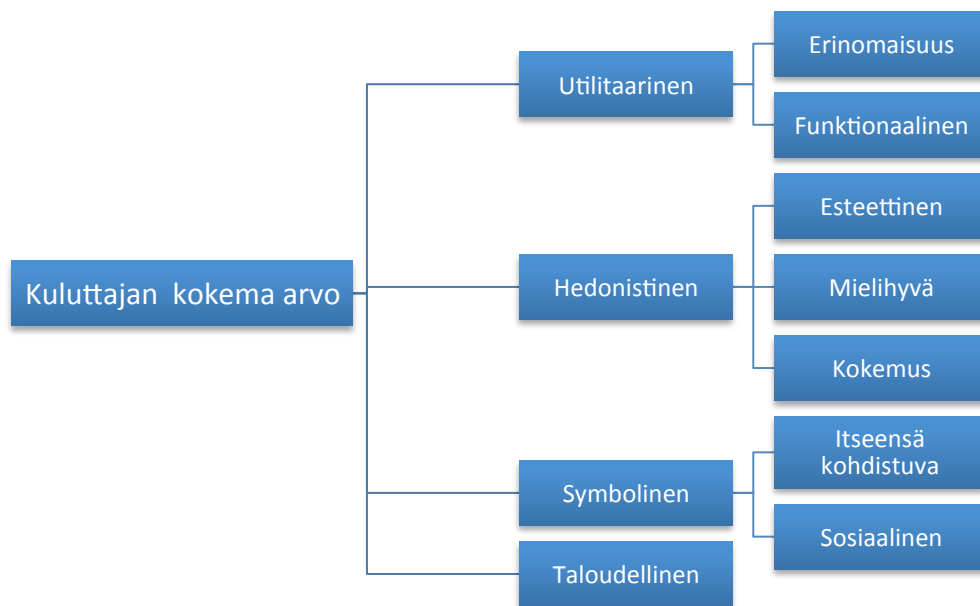 Kuluttajan kokema arvo
Utilitaarinen
Erinomaisuus
Funktionaalinen
Hedonistinen
Esteettinen
Mielihyvä
Kokemus
Symbolinen
Itseensä
kohdistuva
Sosiaalinen
Taloudellinen